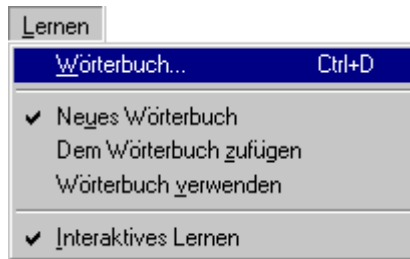 Lernen
Wörterbuch... Ctrl+D
Neues Wörterbuch
Dem Wörterbuch zufügen
Wörterbuch verwenden
Interaktives Lernen